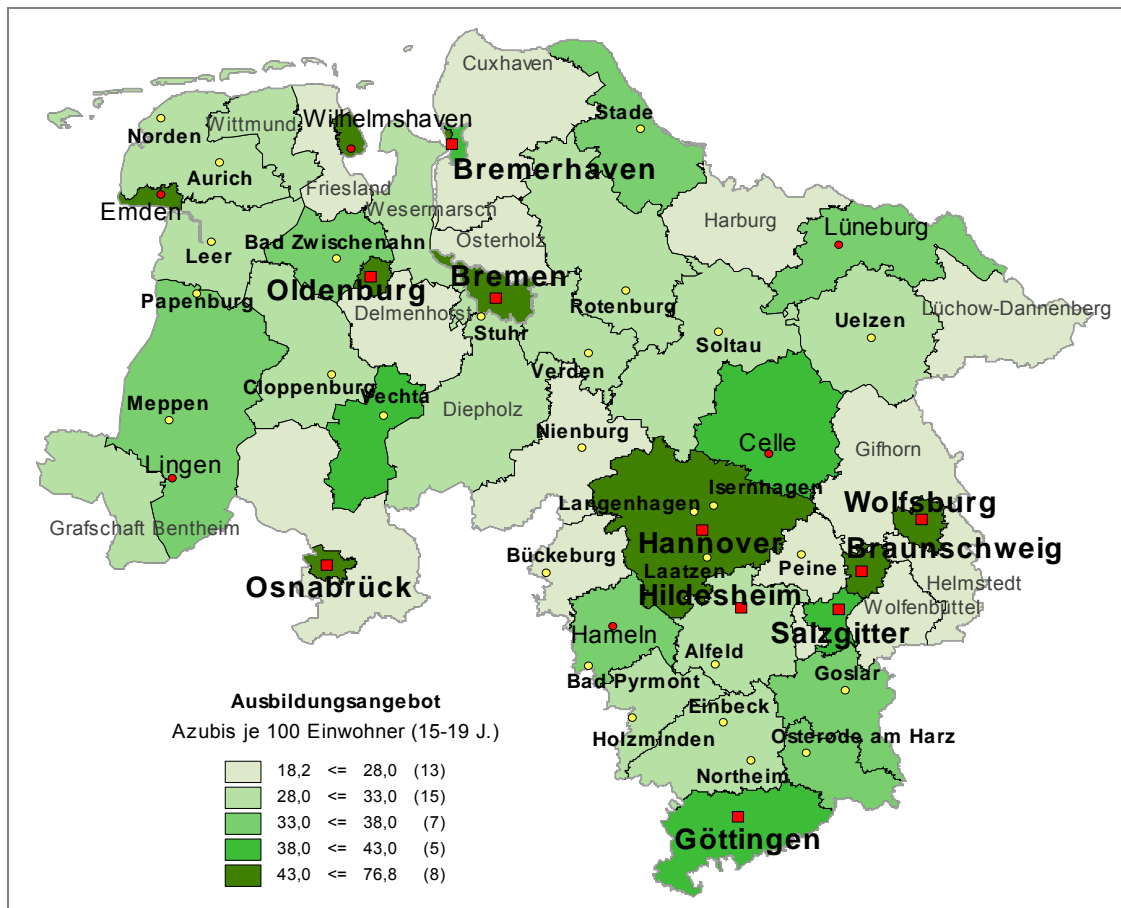 Cuxhaven
Stade
Wilhelmshaven
Wittmund
Norden
Bremerhaven
Aurich
Friesland
Emden
Wesermarsch
Harburg
Lüneburg
Osterholz
Bad Zwischenahn
Leer
Bremen
Oldenburg
Papenburg
Delmenhorst
Rotenburg
Lüchow-Dannenberg
Uelzen
Stuhr
Soltau
Verden
Cloppenburg
Vechta
Meppen
Diepholz
Nienburg
Celle
Gifhorn
Lingen
Isernhagen
Langenhagen
Wolfsburg
Grafschaft Bentheim
Hannover
Braunschweig
Bückeburg
Peine
Laatzen
Osnabrück
Helmstedt
Hildesheim
Wolfenbüttel
Hameln
Salzgitter
Alfeld
Goslar
Bad Pyrmont
Einbeck
Holzminden
Osterode am Harz
Northeim
Göttingen
Ausbildungsangebot
Azubis je 100 Einwohner (15-19 J.)
18,2 <= 28,0 (13)
28,0 <= 33,0 (15)
33,0 <= 38,0 (7)
38,0 <= 43,0 (5)
43,0 <= 76,8 (8)